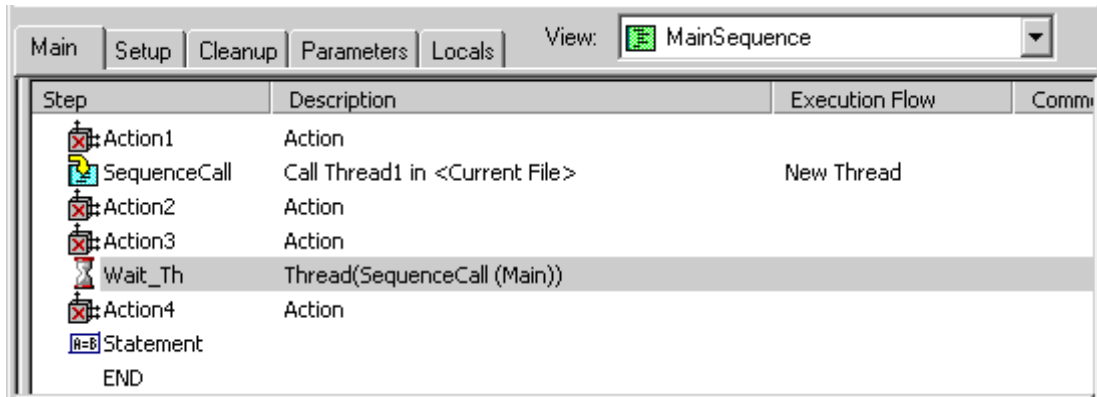 Main Setup Cleanup Parameters Locals View: MainSequence
Step Description Execution Flow Comm
Action1 Action
SequenceCall Call Thread1 in <Current File> New Thread
Action2 Action
Action3 Action
Wait_Th Thread(SequenceCall (Main))
Action4 Action
A=B Statement
END